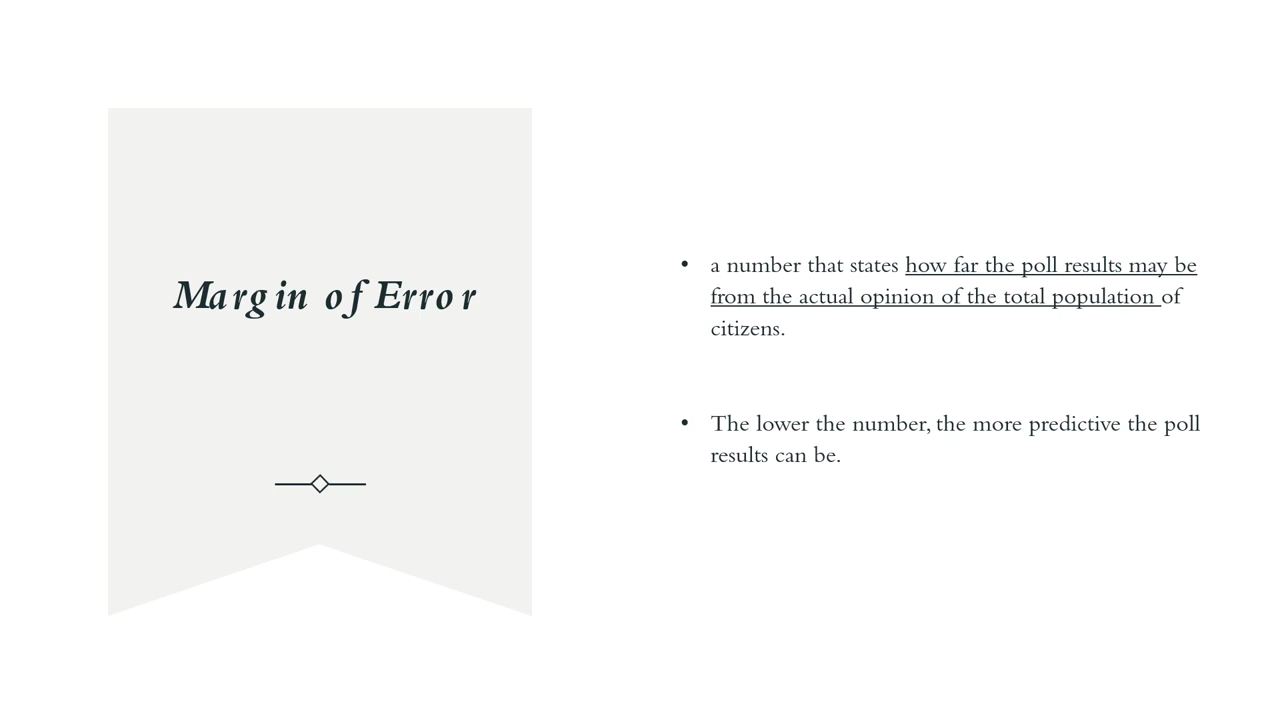 Margin of Error
• a number that states how far the poll results may be
from the actual opinion of the total population of
citizens.
• The lower the number, the more predictive the poll
results can be.